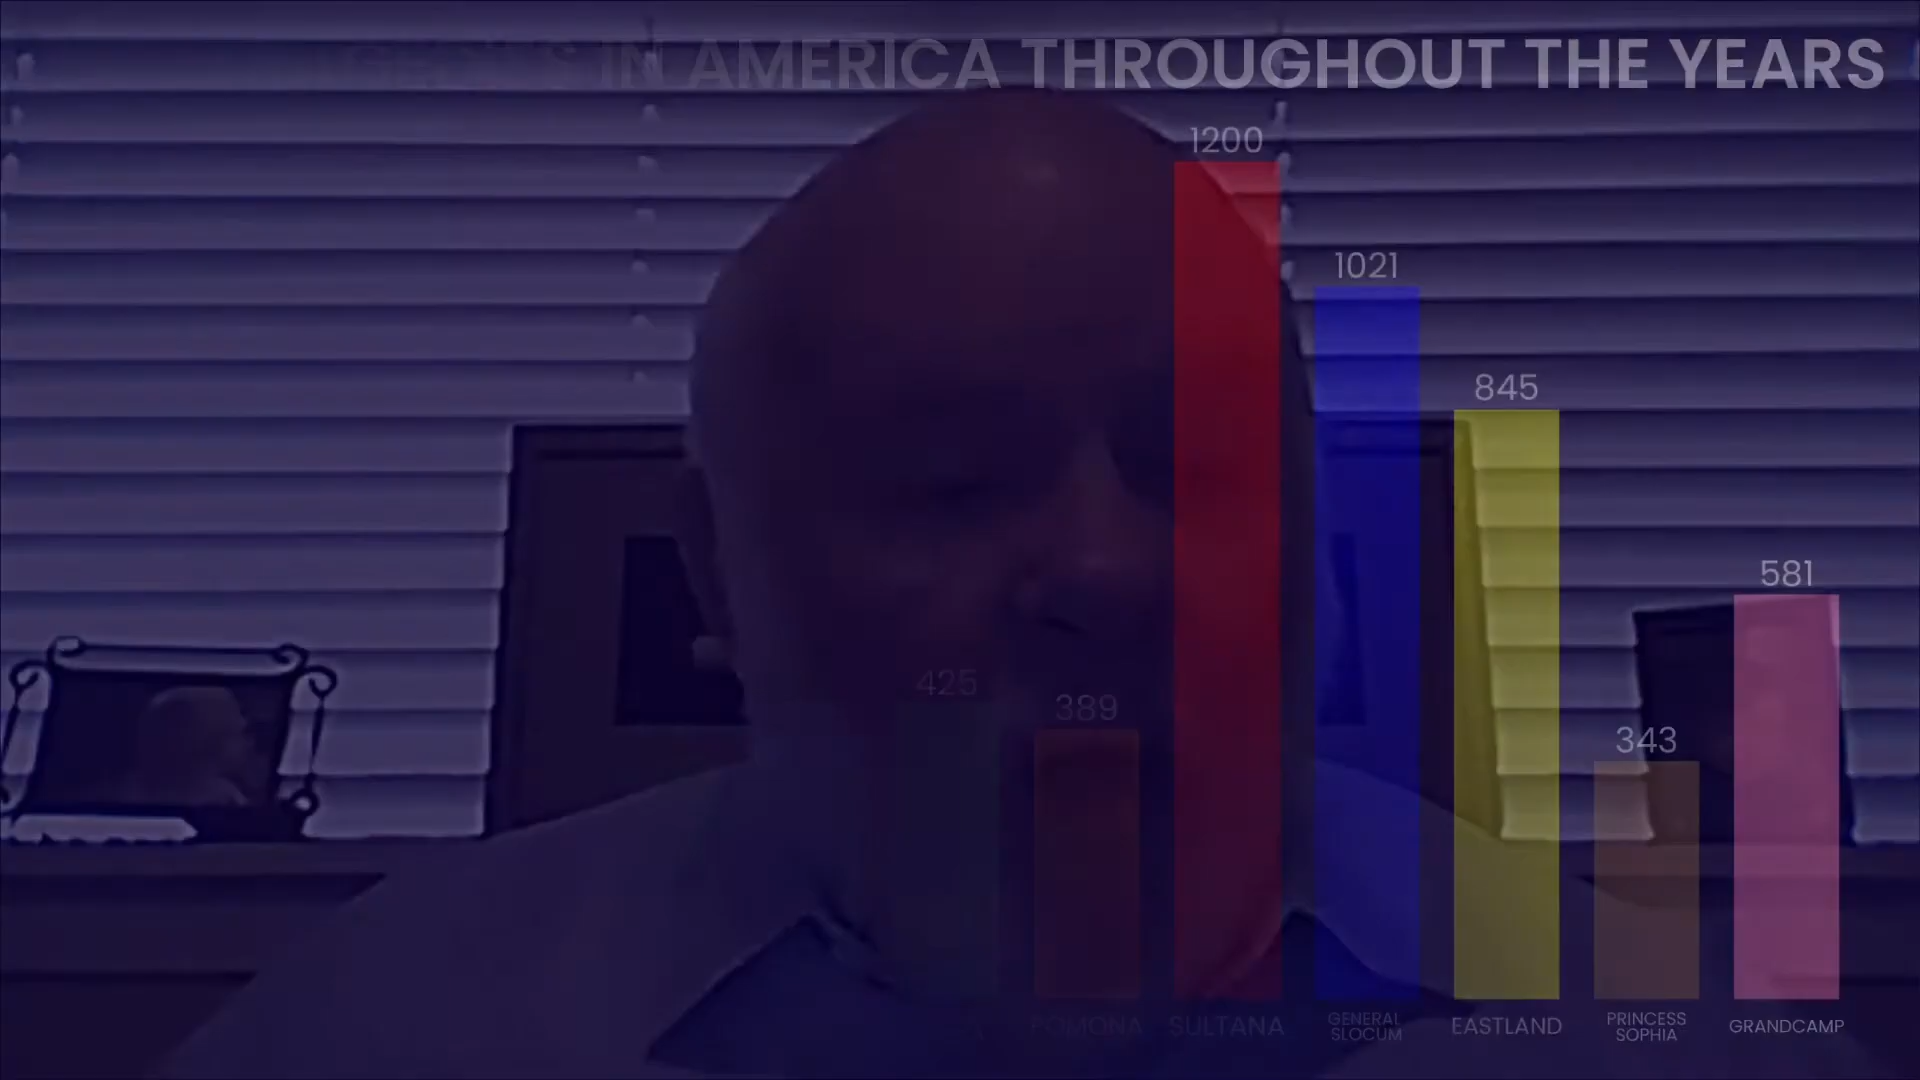 IN AMERICA THROUGHOUT THE YEARS
1200
1021
845
581
425
389
343
POMONA
SULTANA
GENERAL
SLOCUM
EASTLAND
PRINCESS
SOPHIA
GRANDCAMP